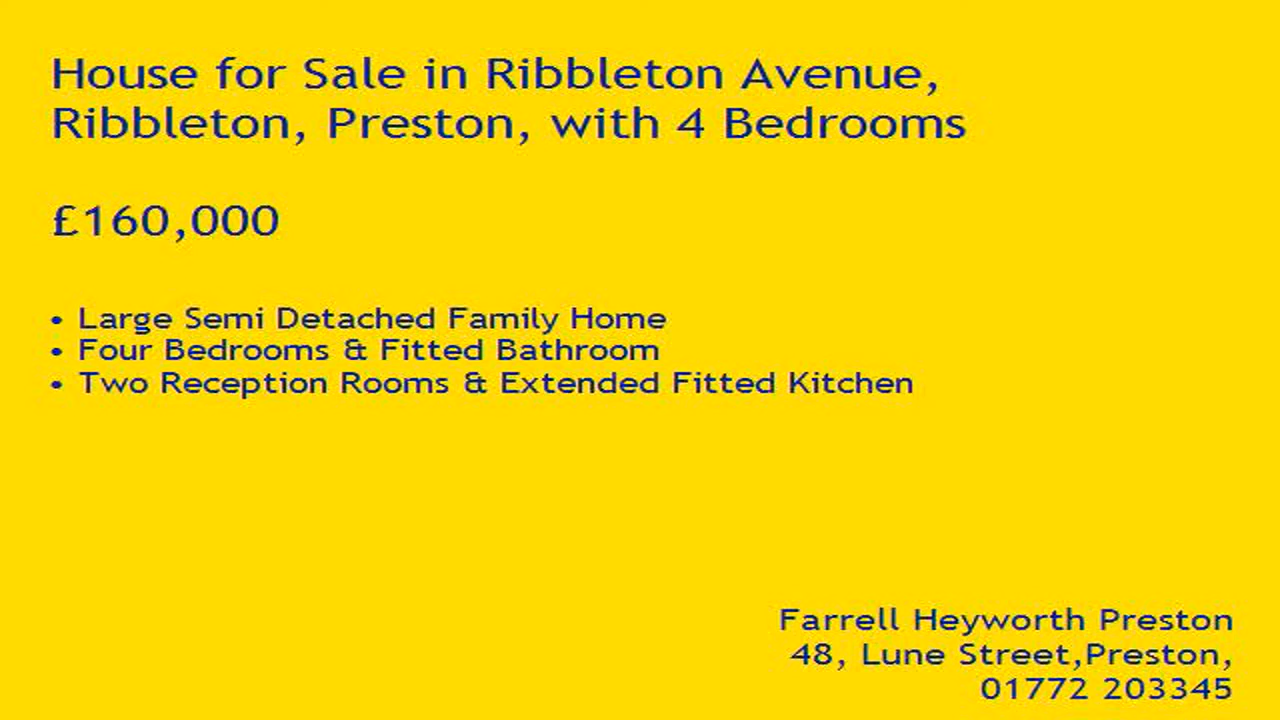 House for Sale in Ribbleton Avenue,
Ribbleton, Preston, with 4 Bedrooms
£160,000
• Large Semi Detached Family Home
• Four Bedrooms & Fitted Bathroom
• Two Reception Rooms & Extended Fitted Kitchen
Farrell Heyworth Preston
48, Lune Street,Preston,
01772 203345